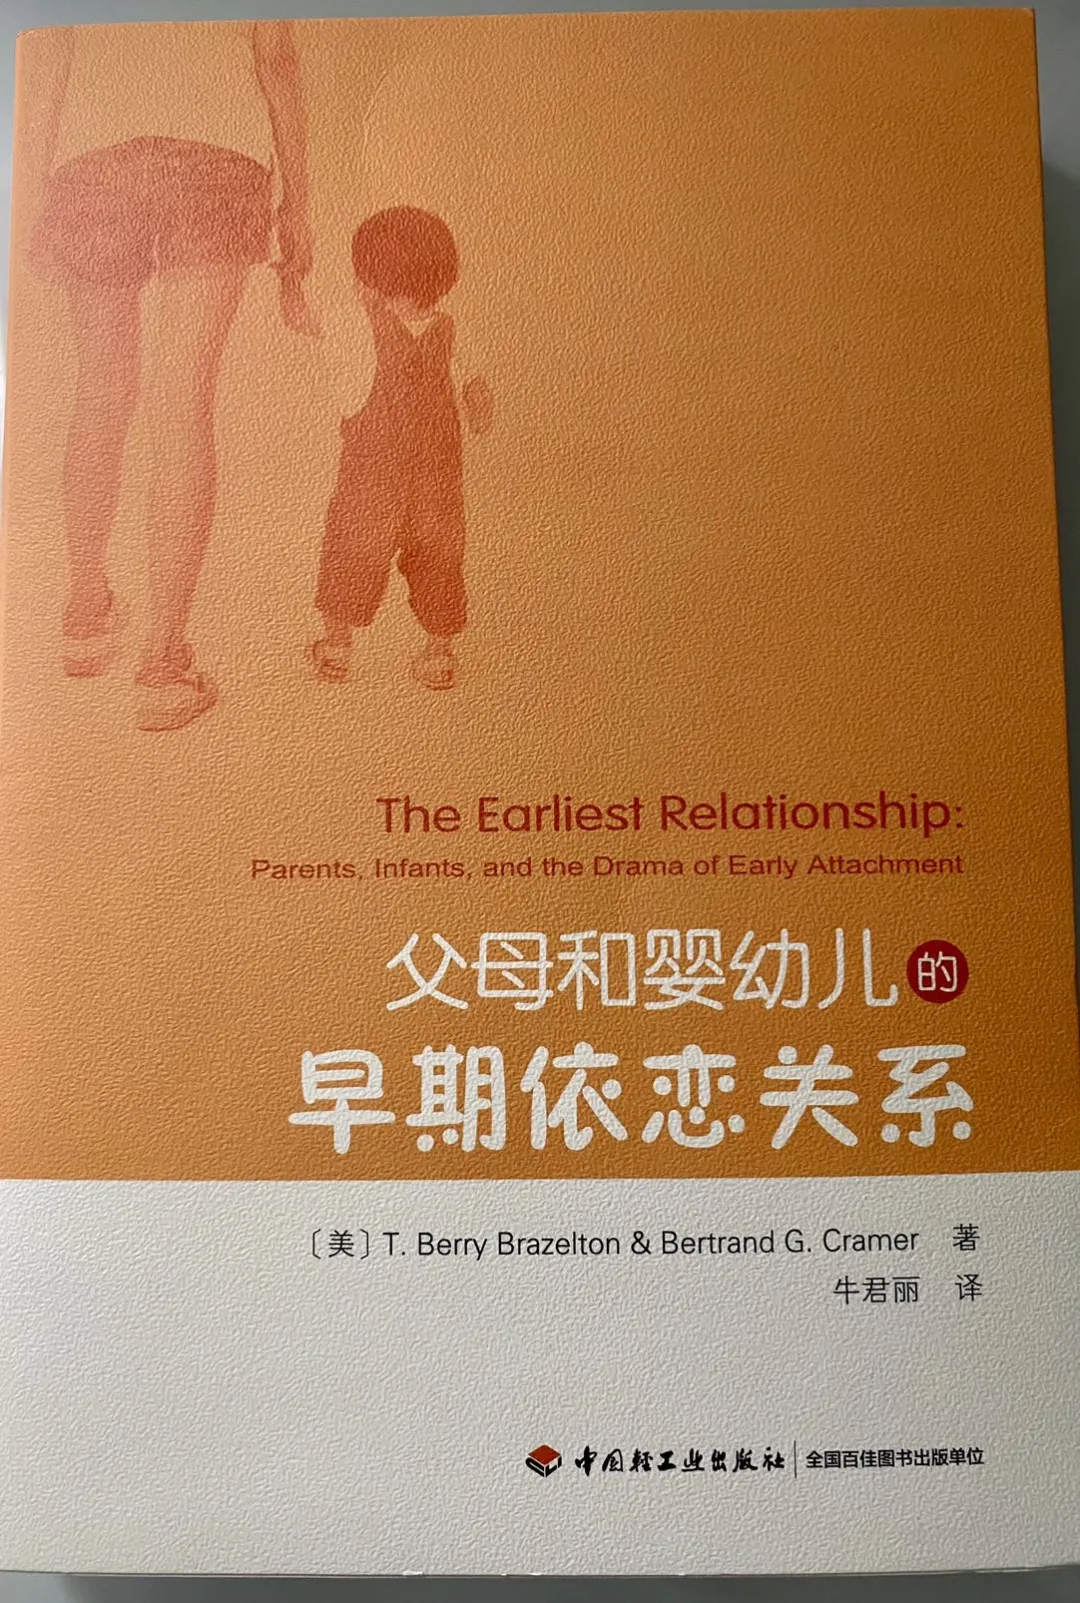 The Earliest Relationship:
Parents, Infants, and the Drama of Early Attachment
父母和婴幼儿的
早期依恋关系
〔美〕T. Berry Brazelton & Bertrand G. Cramer 著
牛君丽 译
中国轻工业出版社 | 全国百佳图书出版单位